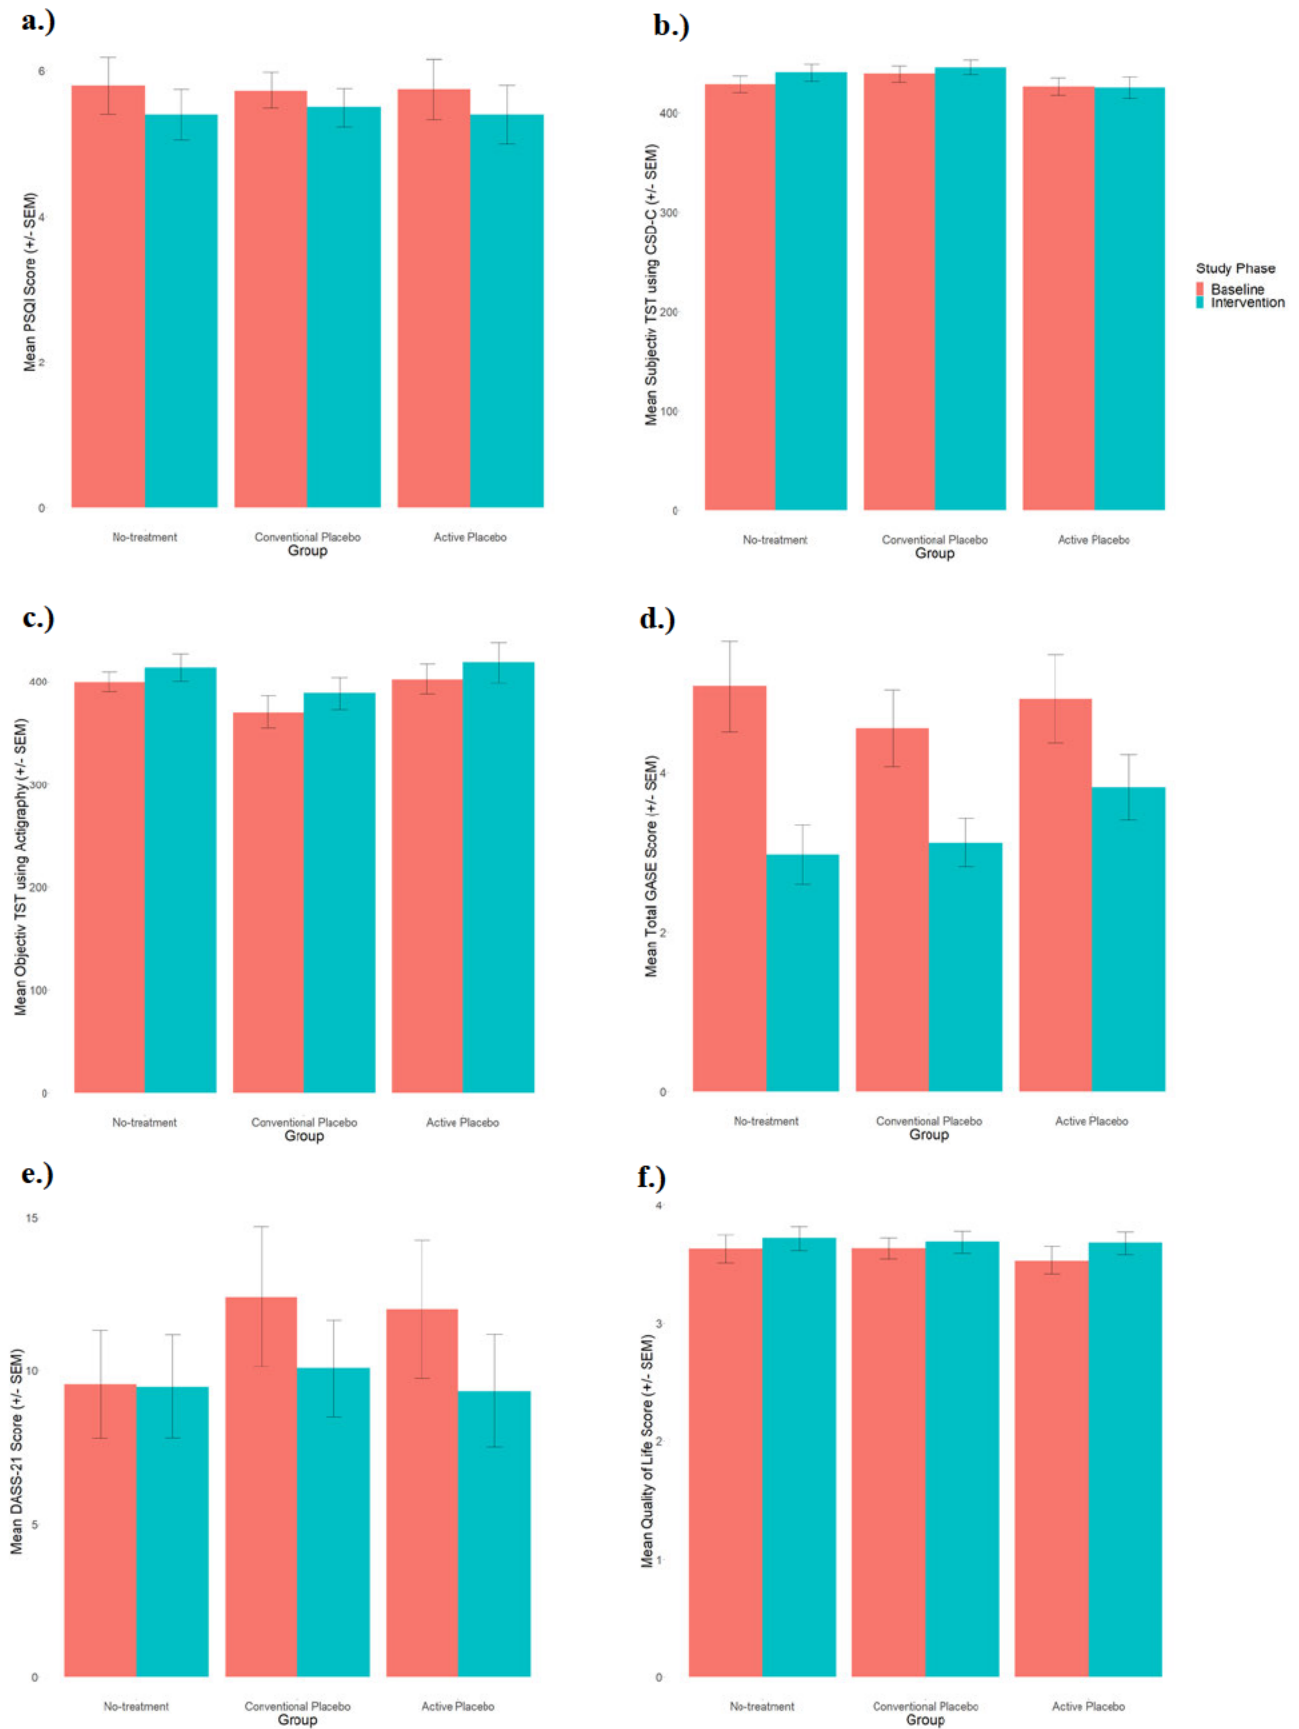 a.)
Mean PSQI Score (+/- SEM)
6
4
2
0
No-treatment Conventional Placebo Active Placebo
Group
b.)
Mean Subjectiv TST using CSD-C (+/- SEM)
400
300
200
100
0
No-treatment Conventional Placebo Active Placebo
Group
Study Phase
Baseline
Intervention
c.)
Mean Objectiv TST using Actigraphy (+/- SEM)
400
300
200
100
0
No-treatment Conventional Placebo Active Placebo
Group
d.)
Mean Total GASE Score (+/- SEM)
4
2
0
No-treatment Conventional Placebo Active Placebo
Group
e.)
Mean DASS-21 Score (+/- SEM)
15
10
5
0
No-treatment Conventional Placebo Active Placebo
Group
f.)
Mean Quality of Life Score (+/- SEM)
4
3
2
1
0
No-treatment Conventional Placebo Active Placebo
Group